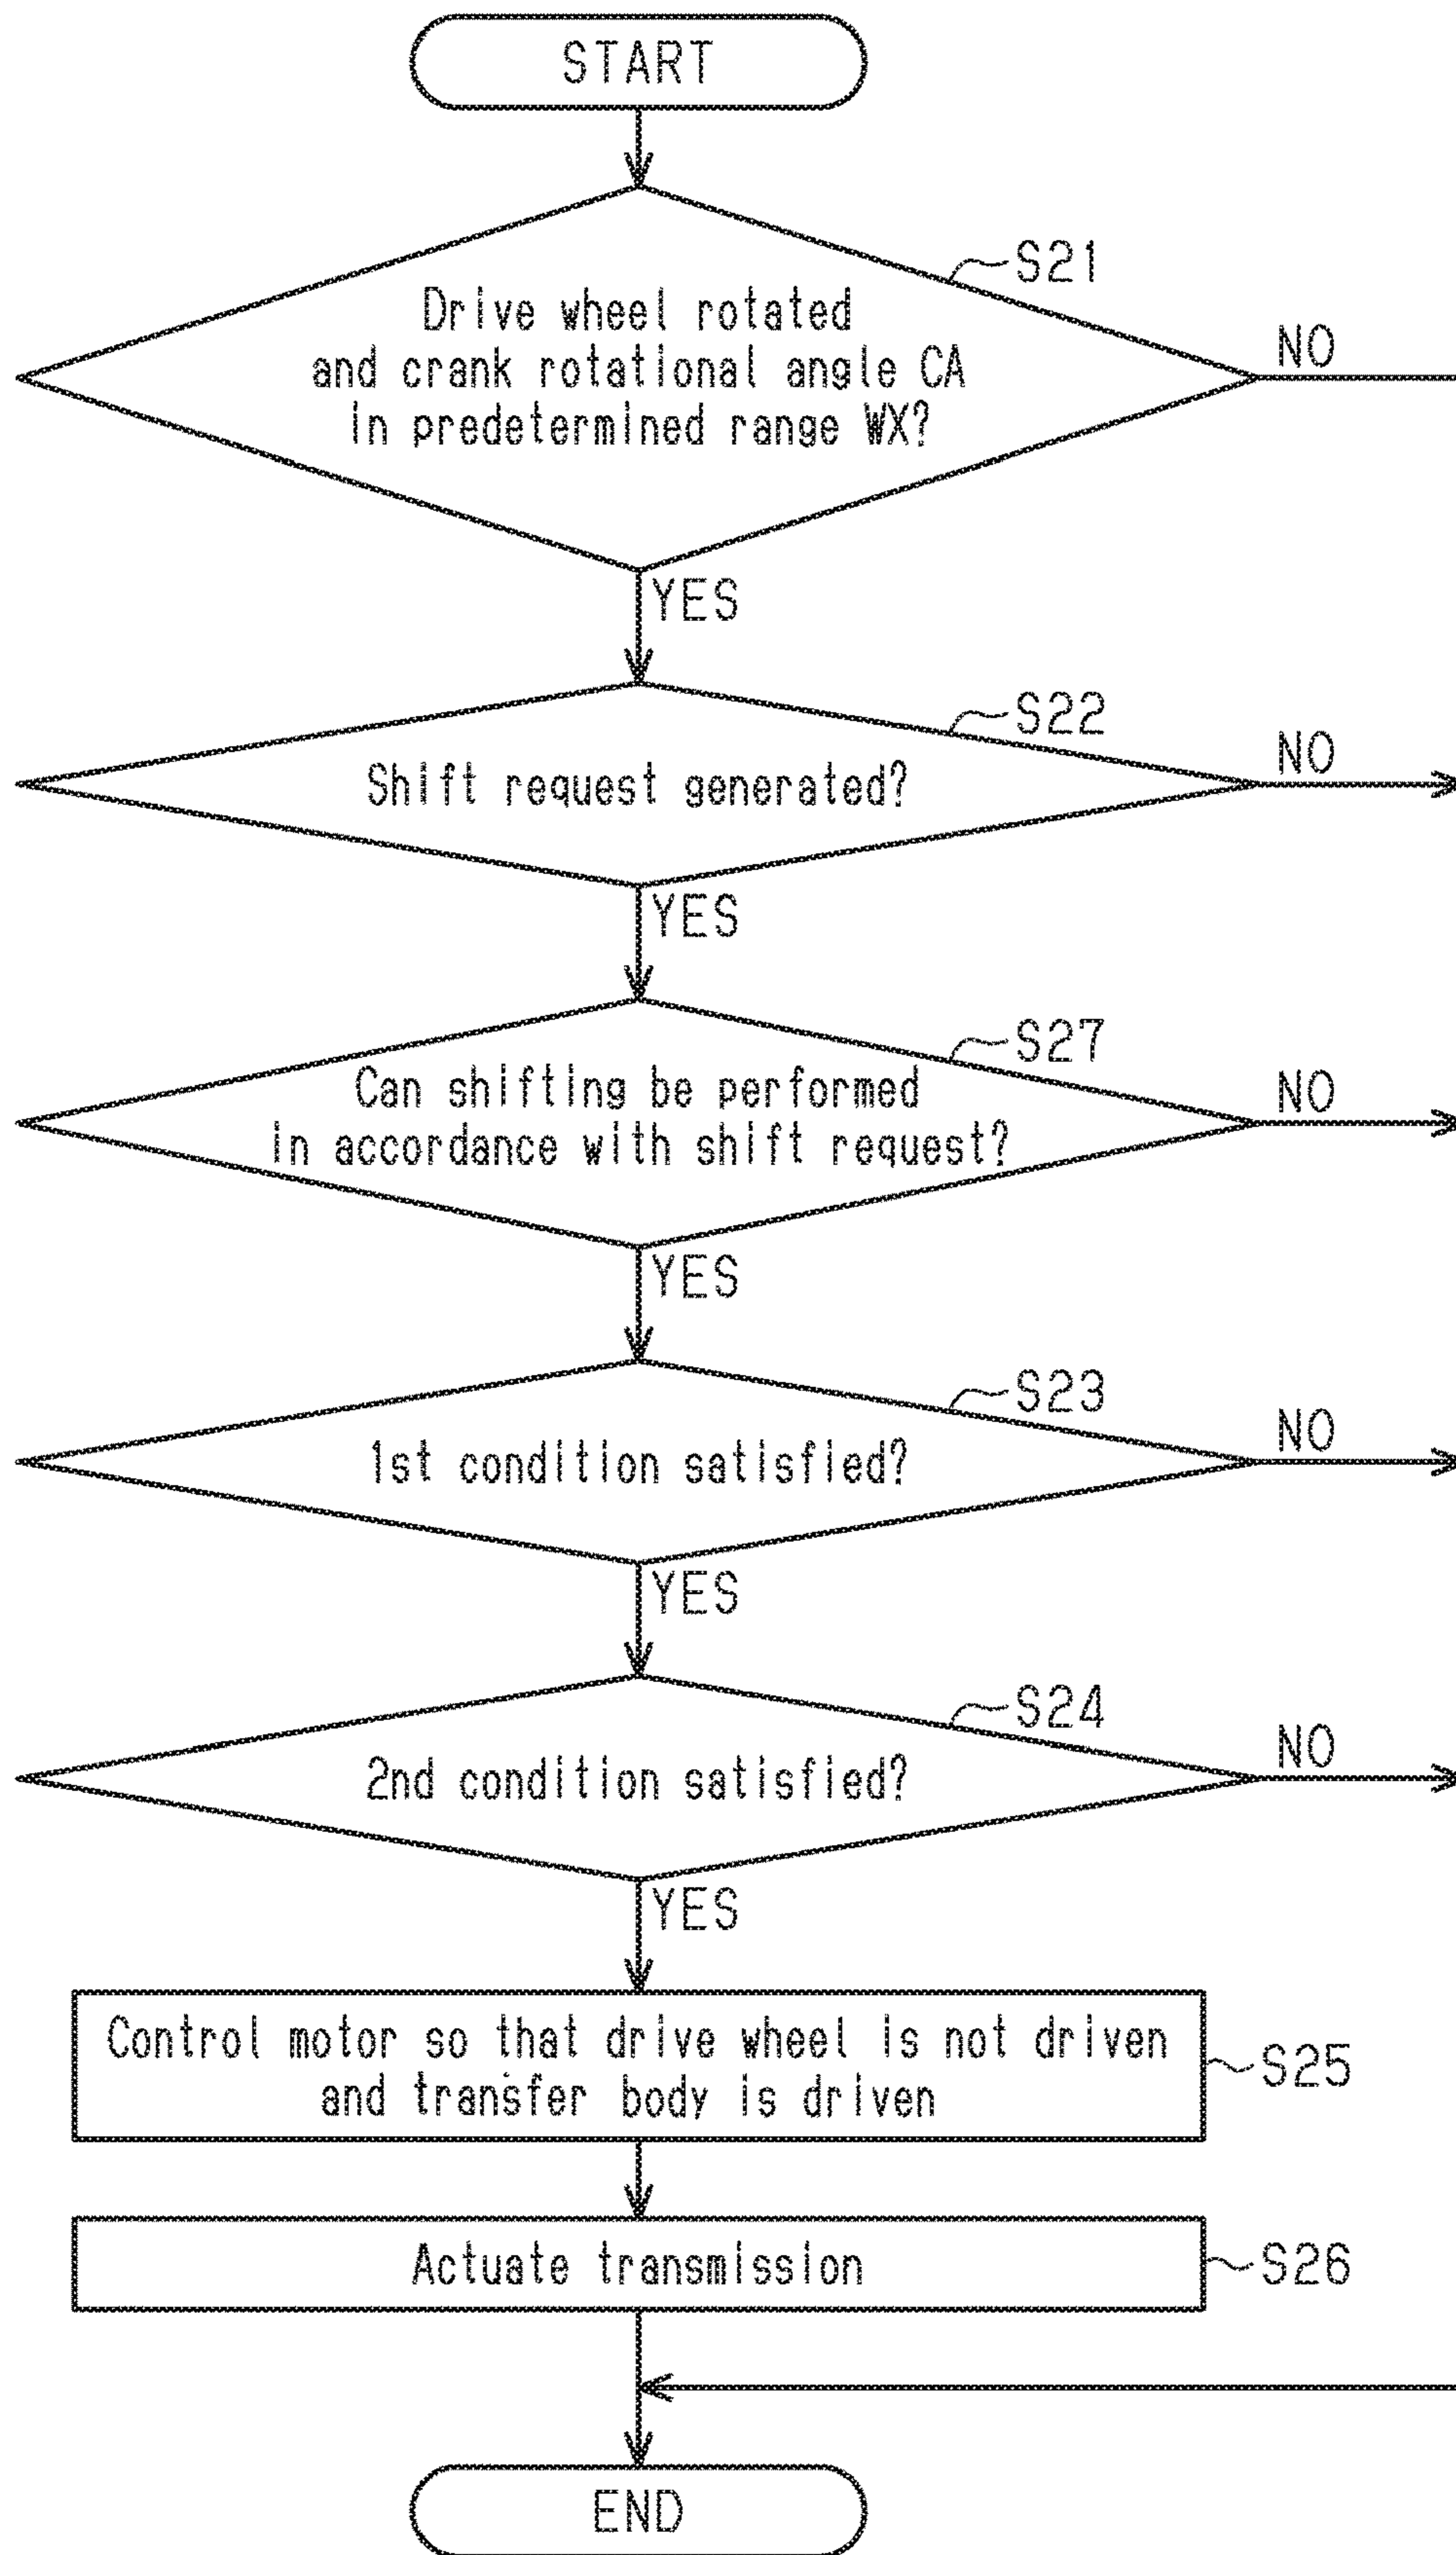 START
S21
Drive wheel rotated
and crank rotational angle CA
in predetermined range WX?
NO
YES
S22
Shift request generated?
NO
YES
S27
Can shifting be performed
in accordance with shift request?
NO
YES
S23
1st condition satisfied?
NO
YES
S24
2nd condition satisfied?
NO
YES
Control motor so that drive wheel is not driven
and transfer body is driven
S25
Actuate transmission
S26
END